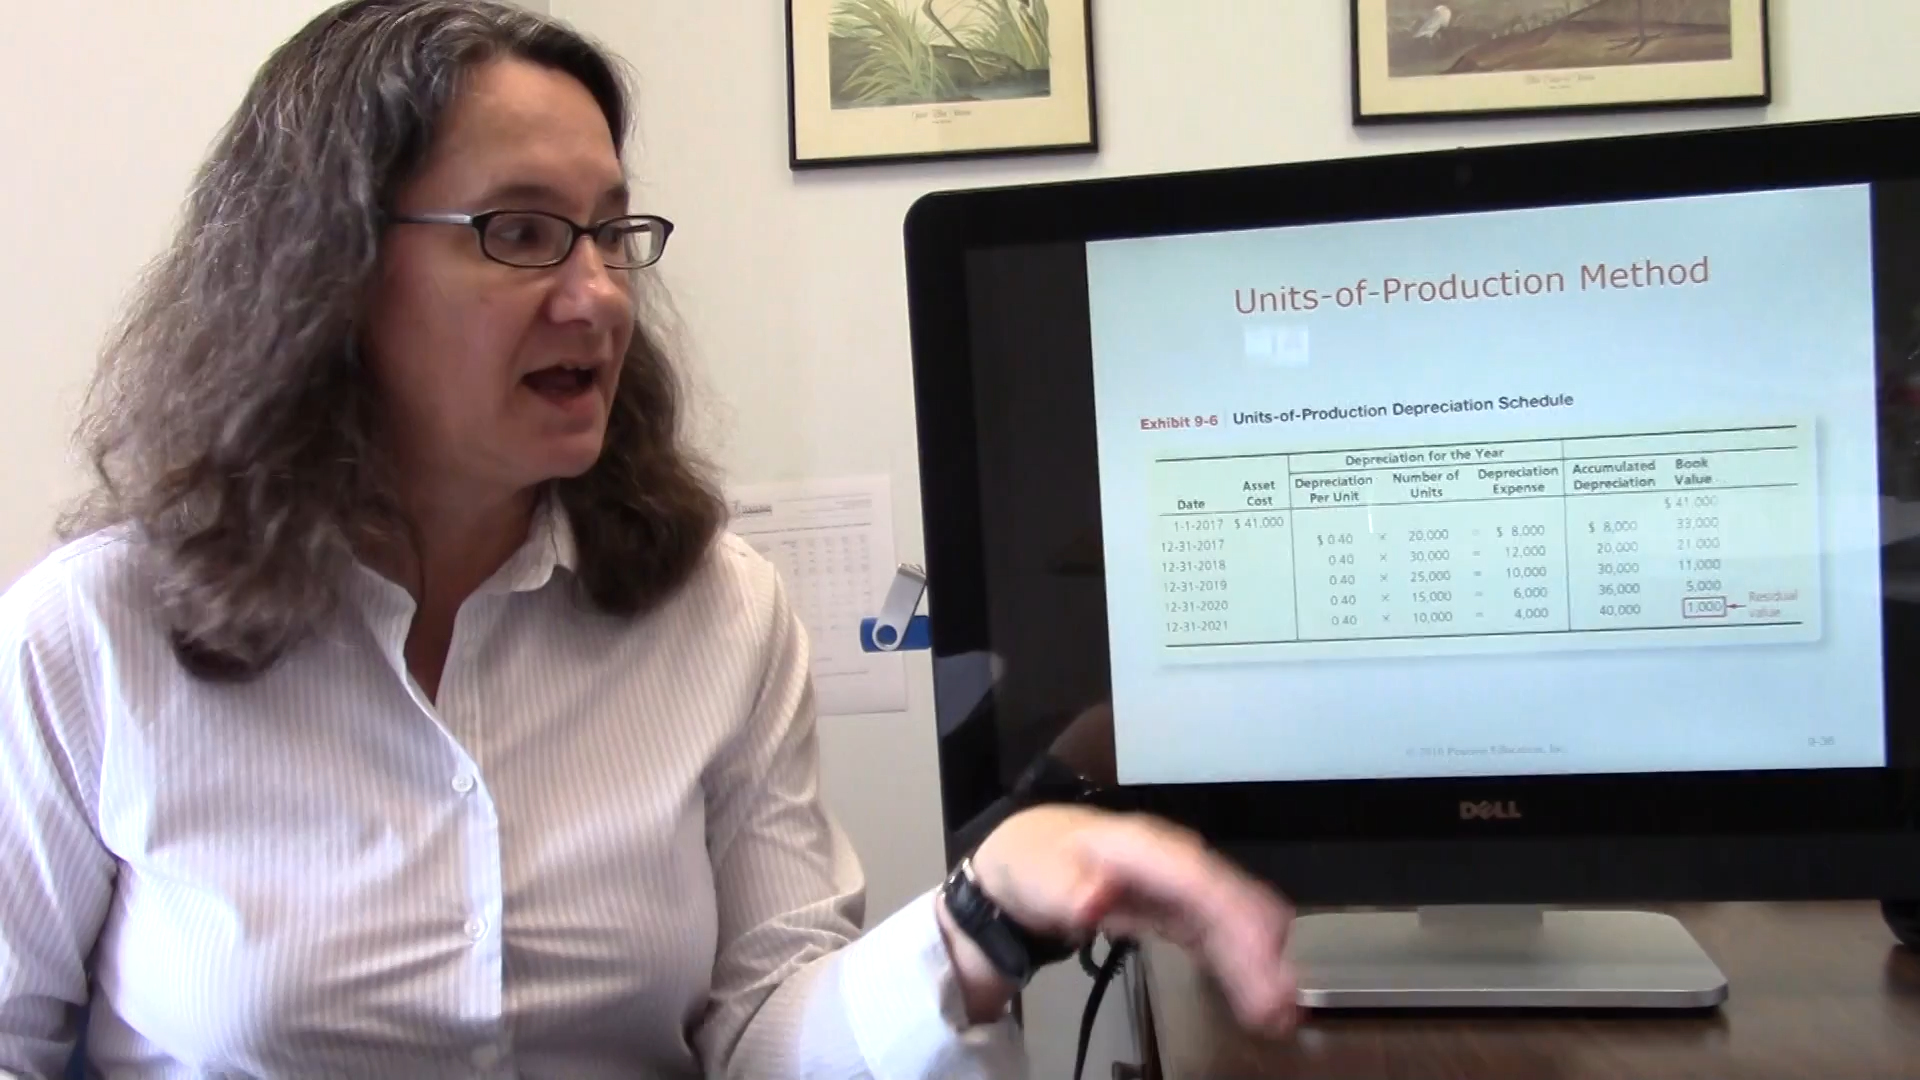 Units-of-Production Method
Exhibit 9-6 Units-of-Production Depreciation Schedule
Depreciation for the Year
Date Asset Cost Depreciation Per Unit Number of Units Depreciation Expense Accumulated Depreciation Book Value
1-1-2017 $ 41,000 $ 41,000
12-31-2017 $ 0.40 × 20,000 = $ 8,000 $ 8,000 33,000
12-31-2018 0.40 × 30,000 = 12,000 20,000 21,000
12-31-2019 0.40 × 25,000 = 10,000 30,000 11,000
12-31-2020 0.40 × 15,000 = 6,000 36,000 5,000
12-31-2021 0.40 × 10,000 = 4,000 40,000 1,000 Residual value
© 2016 Pearson Education, Inc.
DELL